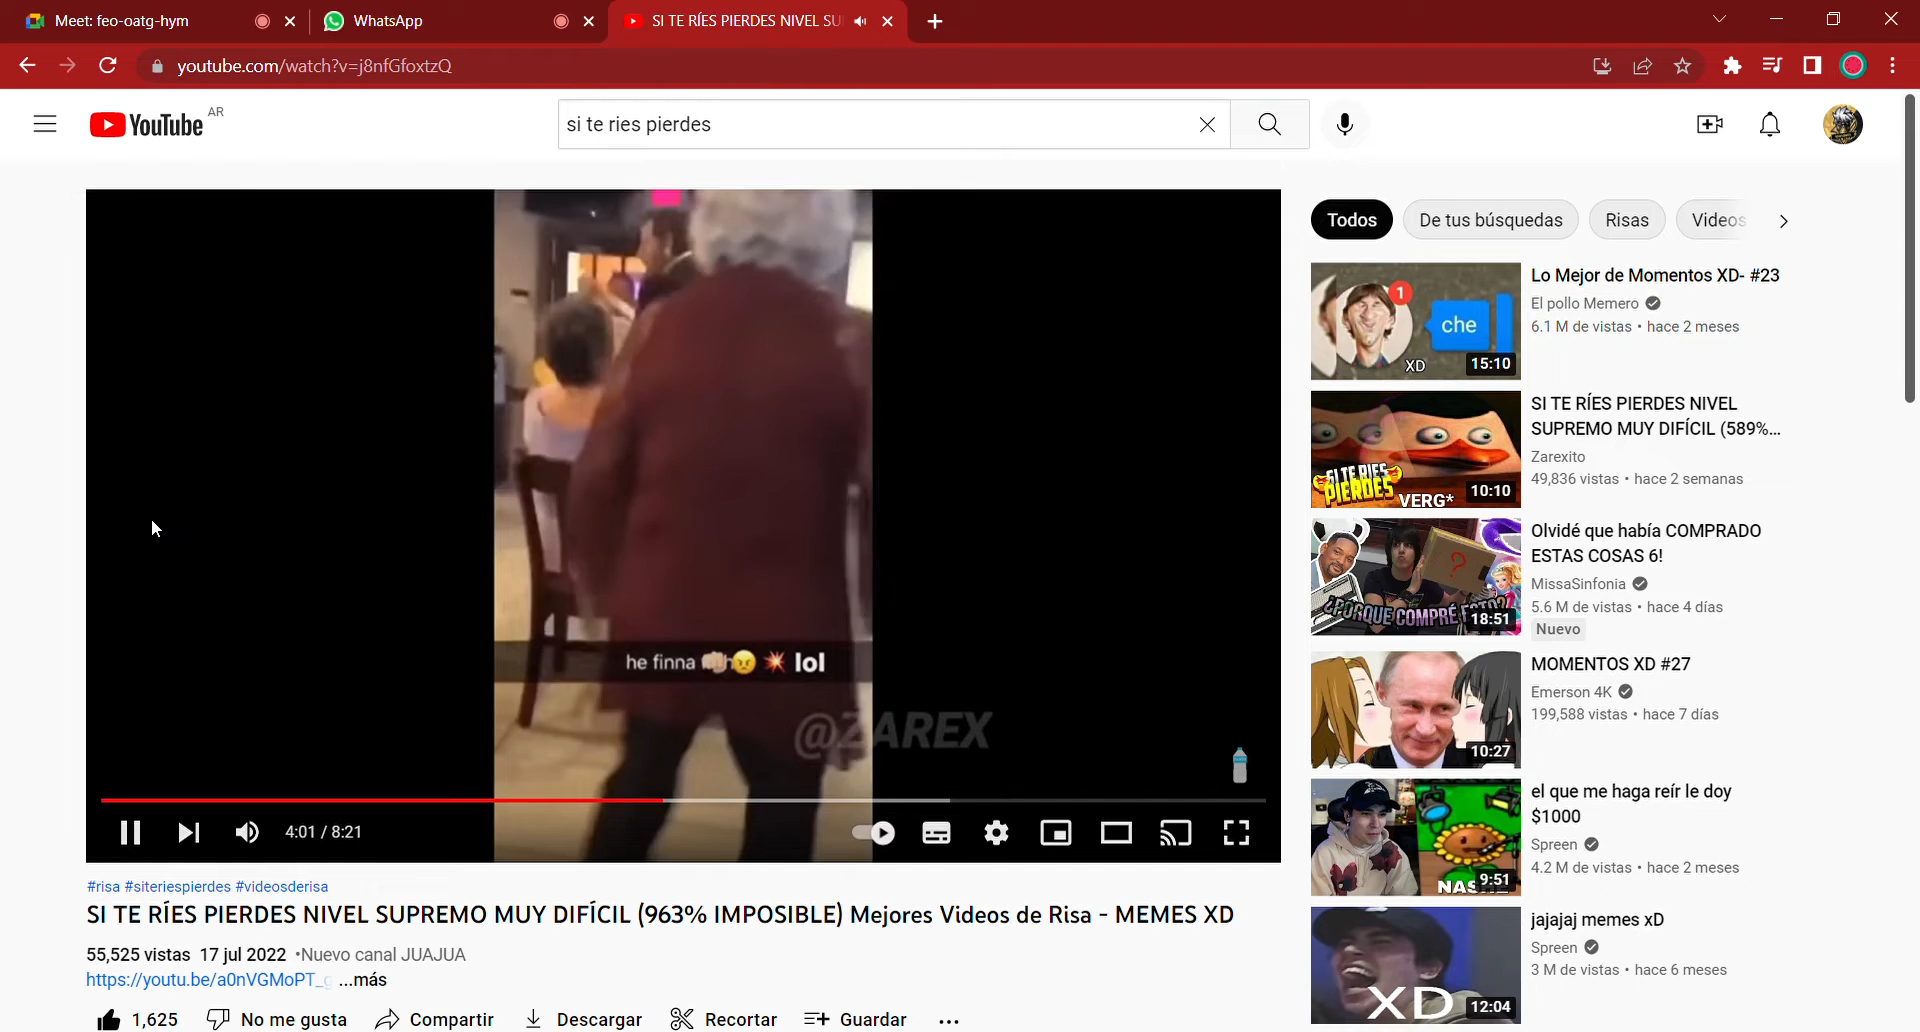 Meet: feo-oatg-hym
WhatsApp
SI TE RÍES PIERDES NIVEL SU
youtube.com/watch?v=j8nfGfoxtzQ
YouTube AR
si te ries pierdes
Todos
De tus búsquedas
Risas
Videos
he finna
lol
@ZAREX
4:01 / 8:21
#risa #siteriespierdes #videosderisa
SI TE RÍES PIERDES NIVEL SUPREMO MUY DIFÍCIL (963% IMPOSIBLE) Mejores Videos de Risa - MEMES XD
55,525 vistas 17 jul 2022 •Nuevo canal JUAJUA
https://youtu.be/a0nVGMoPT_g ...más
1,625
No me gusta
Compartir
Descargar
Recortar
Guardar
...
1
che
XD
15:10
Lo Mejor de Momentos XD- #23
El pollo Memero
6.1 M de vistas • hace 2 meses
SI TE RIES
PIERDES
VERG*
10:10
SI TE RÍES PIERDES NIVEL
SUPREMO MUY DIFÍCIL (589%...
Zarexito
49,836 vistas • hace 2 semanas
?
¿PORQUE COMPRÉ ESTO?
18:51
Olvidé que había COMPRADO
ESTAS COSAS 6!
MissaSinfonia
5.6 M de vistas • hace 4 días
Nuevo
10:27
MOMENTOS XD #27
Emerson 4K
199,588 vistas • hace 7 días
9:51
el que me haga reír le doy
$1000
Spreen
4.2 M de vistas • hace 2 meses
XD
12:04
jajajaj memes xD
Spreen
3 M de vistas • hace 6 meses